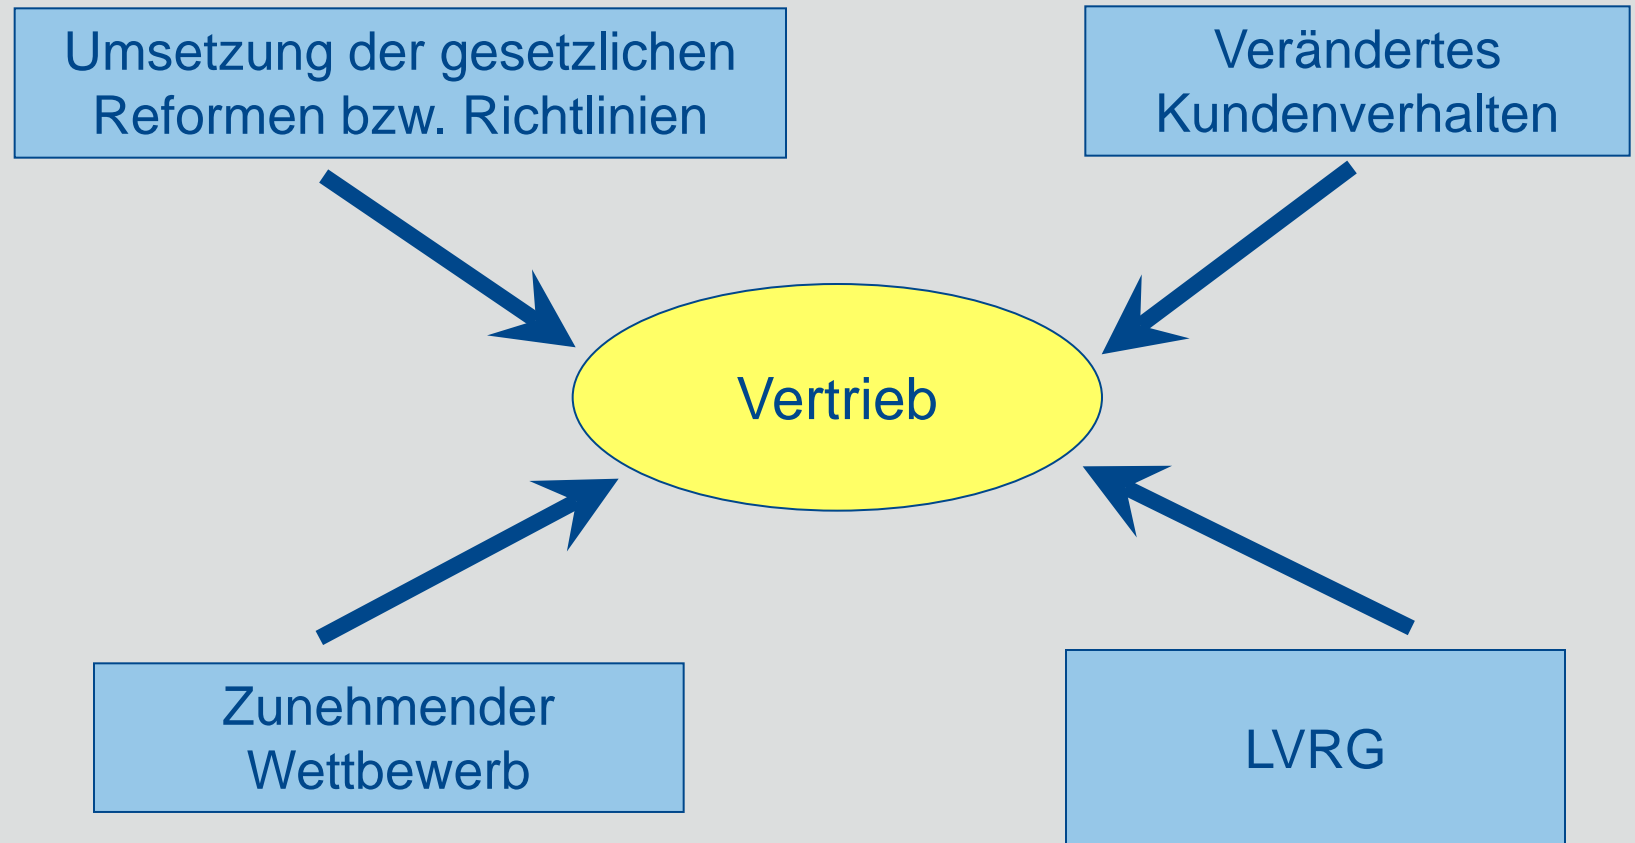 Umsetzung der gesetzlichen
Reformen bzw. Richtlinien
Verändertes
Kundenverhalten
Vertrieb
Zunehmender
Wettbewerb
LVRG